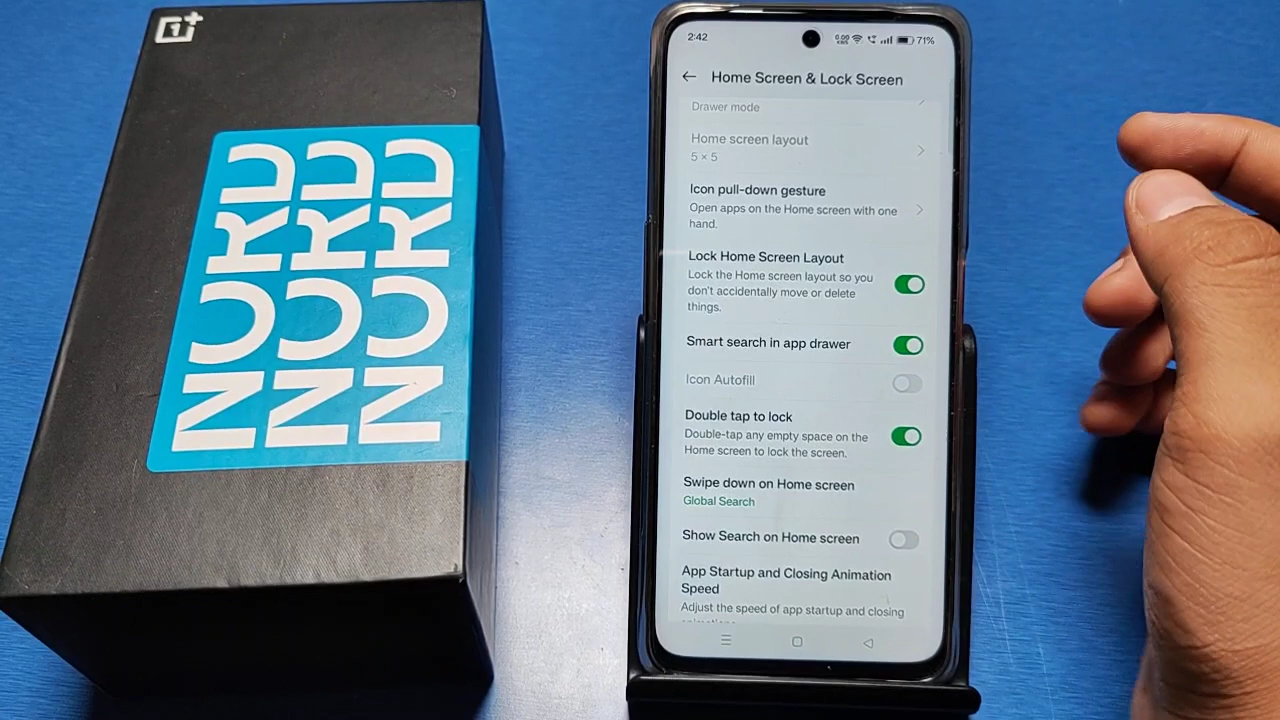 1+
NORD
NORD
NORD
2:42
0.00
KB/S
71%
Home Screen & Lock Screen
Drawer mode
Home screen layout
5 × 5
Icon pull-down gesture
Open apps on the Home screen with one
hand.
Lock Home Screen Layout
Lock the Home screen layout so you
don't accidentally move or delete
things.
Smart search in app drawer
Icon Autofill
Double tap to lock
Double-tap any empty space on the
Home screen to lock the screen.
Swipe down on Home screen
Global Search
Show Search on Home screen
App Startup and Closing Animation
Speed
Adjust the speed of app startup and closing